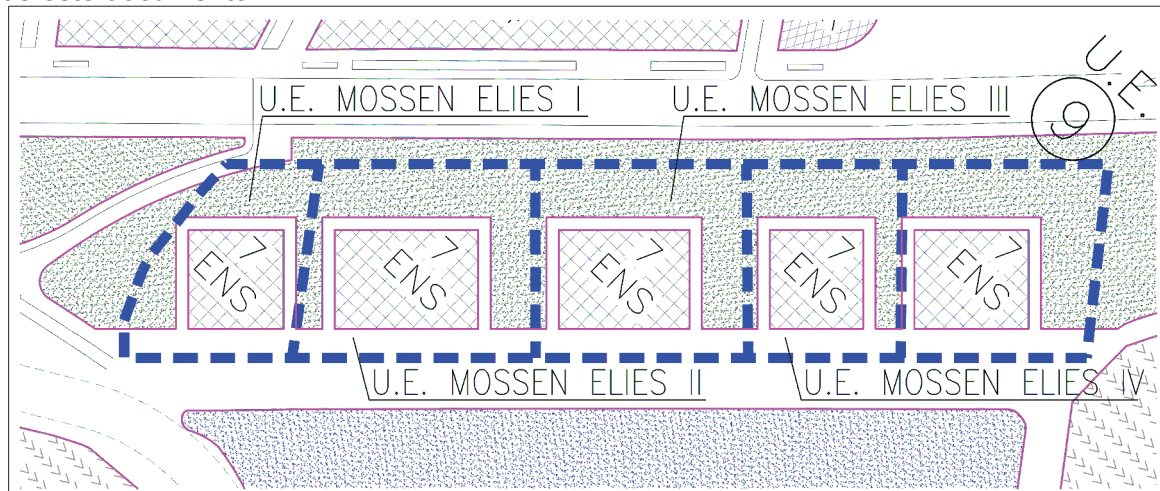 U.E. MOSSEN ELIES I
U.E. MOSSEN ELIES III
U.E.
9
7
ENS
7
ENS
7
ENS
7
ENS
7
ENS
U.E. MOSSEN ELIES II
U.E. MOSSEN ELIES IV